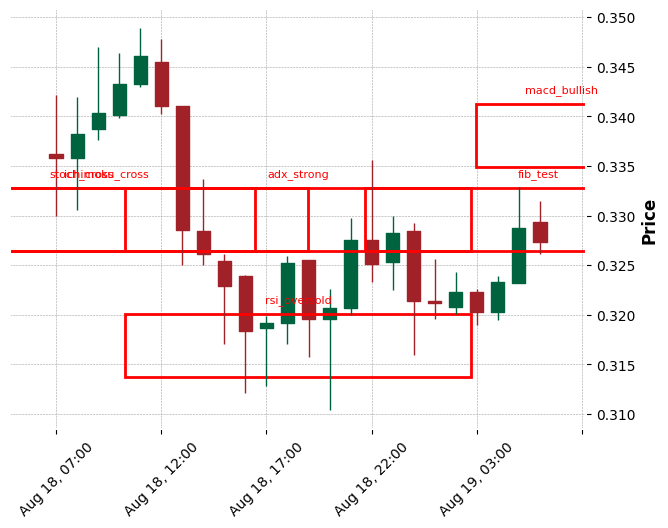 0.350
0.345
macd_bullish
0.340
0.335
stoch_cross
ichimoku_cross
adx_strong
fib_test
0.330
Price
0.325
rsi_oversold
0.320
0.315
0.310
Aug 18, 07:00
Aug 18, 12:00
Aug 18, 17:00
Aug 18, 22:00
Aug 19, 03:00